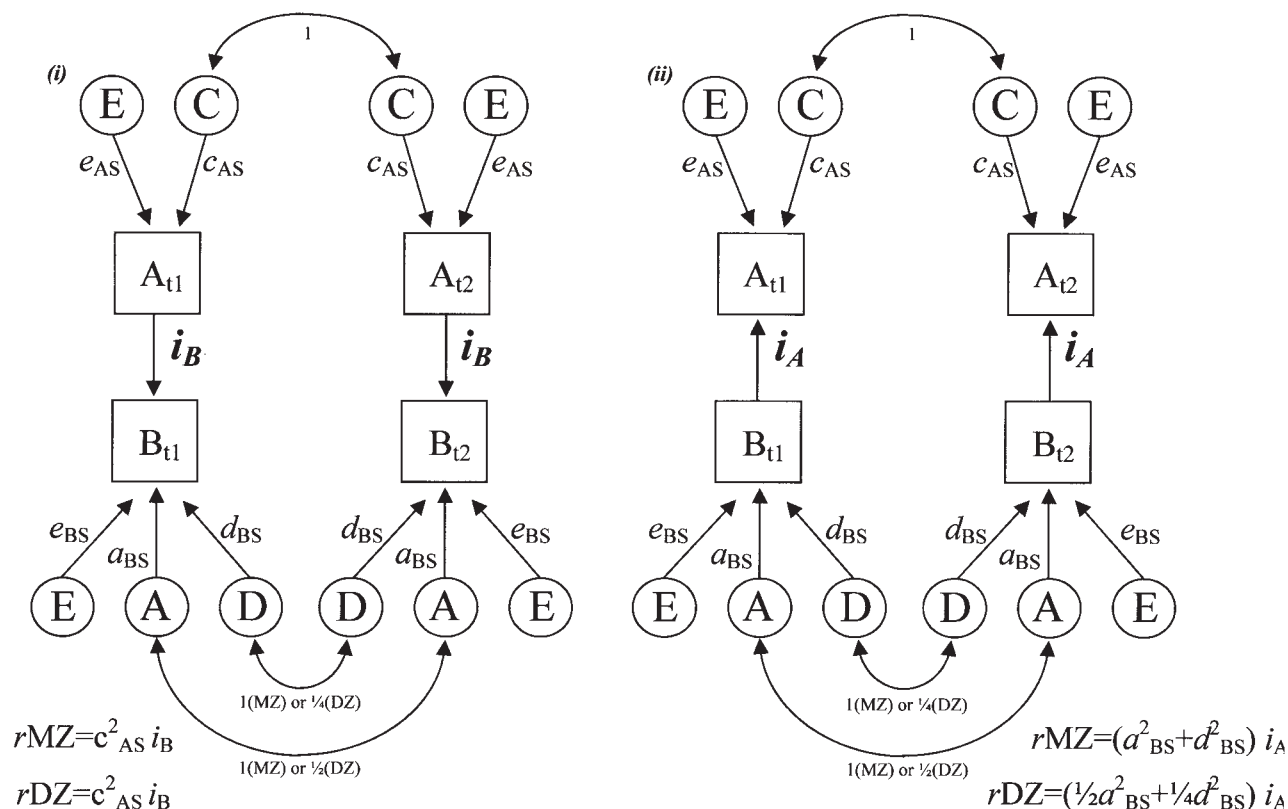 1
1
(i)
(ii)
E C C E
E C C E
e_AS c_AS c_AS e_AS
e_AS c_AS c_AS e_AS
A_t1 A_t2
A_t1 A_t2
i_B i_B
i_A i_A
B_t1 B_t2
B_t1 B_t2
e_BS a_BS d_BS d_BS a_BS e_BS
e_BS a_BS d_BS d_BS a_BS e_BS
E A D D A E
E A D D A E
1(MZ) or ¼(DZ)
1(MZ) or ¼(DZ)
1(MZ) or ½(DZ)
1(MZ) or ½(DZ)
rMZ=c²_AS i_B
rDZ=c²_AS i_B
rMZ=(a²_BS+d²_BS) i_A
rDZ=(½a²_BS+¼d²_BS) i_A